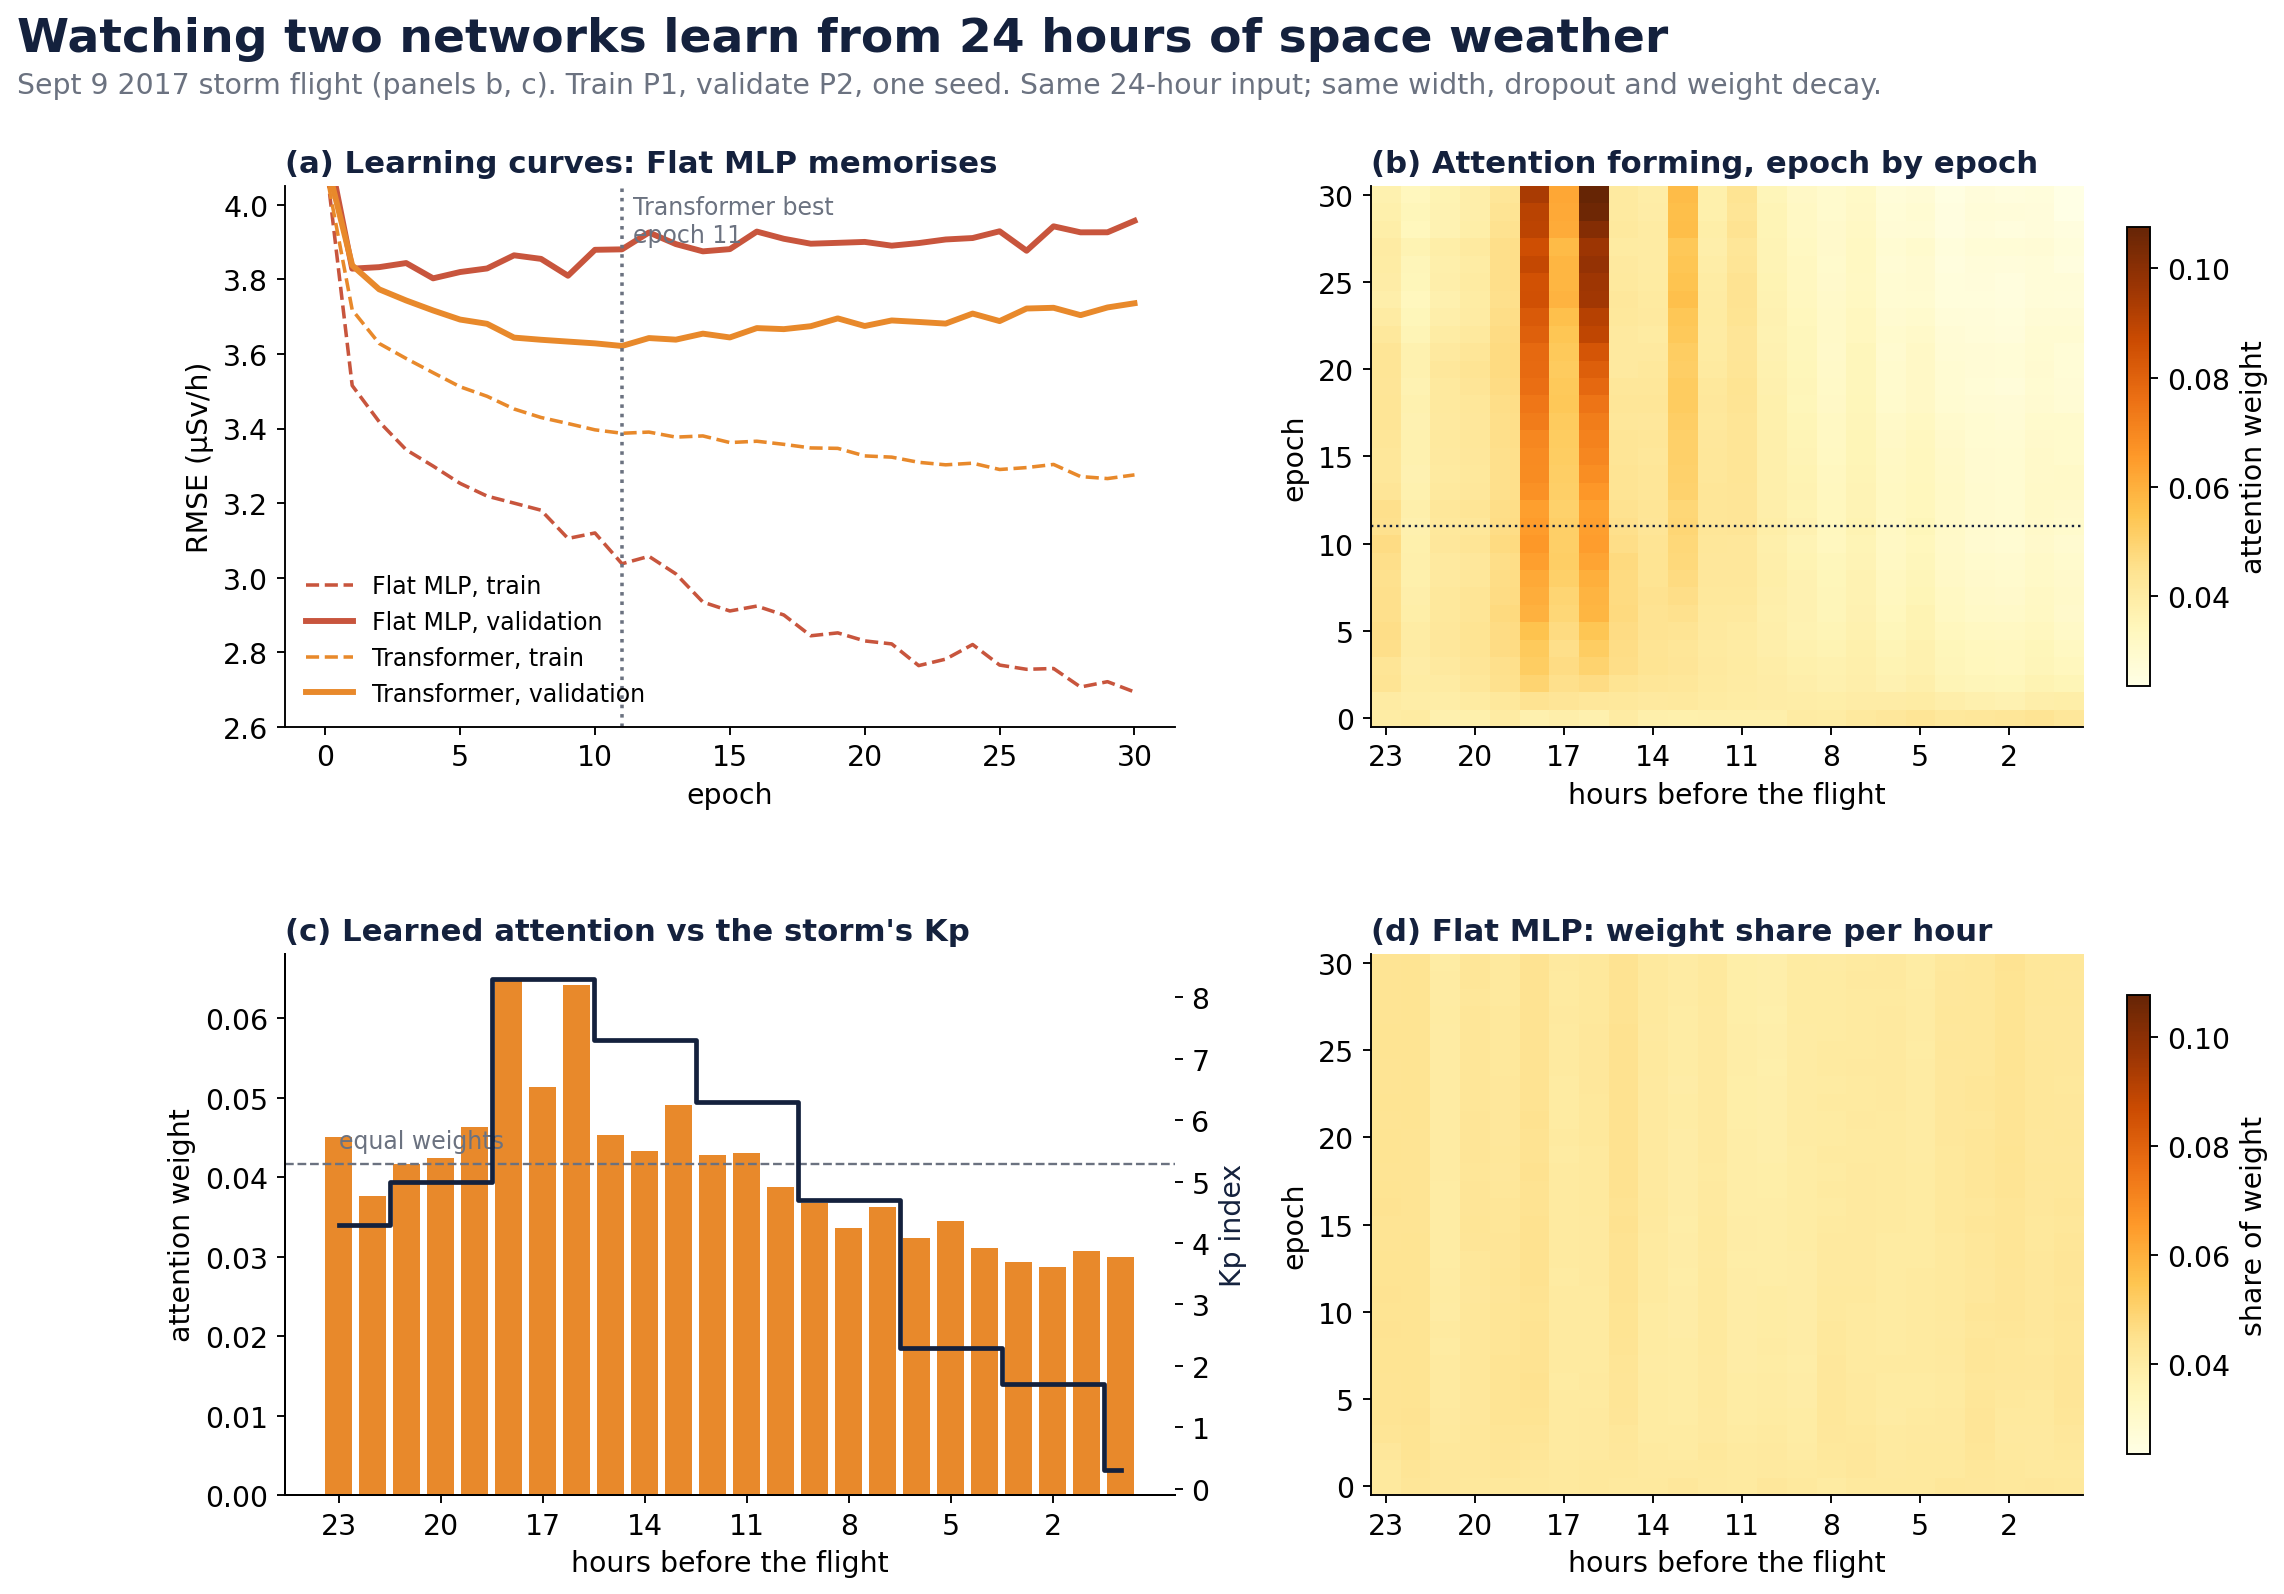 Watching two networks learn from 24 hours of space weather
Sept 9 2017 storm flight (panels b, c). Train P1, validate P2, one seed. Same 24-hour input; same width, dropout and weight decay.
(a) Learning curves: Flat MLP memorises
4.0
3.8
3.6
3.4
3.2
3.0
2.8
2.6
RMSE (µSv/h)
Transformer best
epoch 11
Flat MLP, train
Flat MLP, validation
Transformer, train
Transformer, validation
0 5 10 15 20 25 30
epoch
(b) Attention forming, epoch by epoch
30
25
20
15
10
5
0
epoch
23 20 17 14 11 8 5 2
hours before the flight
0.10
0.08
0.06
0.04
attention weight
(c) Learned attention vs the storm's Kp
0.06
0.05
0.04
0.03
0.02
0.01
0.00
attention weight
equal weights
8
7
6
5
4
3
2
1
0
Kp index
23 20 17 14 11 8 5 2
hours before the flight
(d) Flat MLP: weight share per hour
30
25
20
15
10
5
0
epoch
23 20 17 14 11 8 5 2
hours before the flight
0.10
0.08
0.06
0.04
share of weight